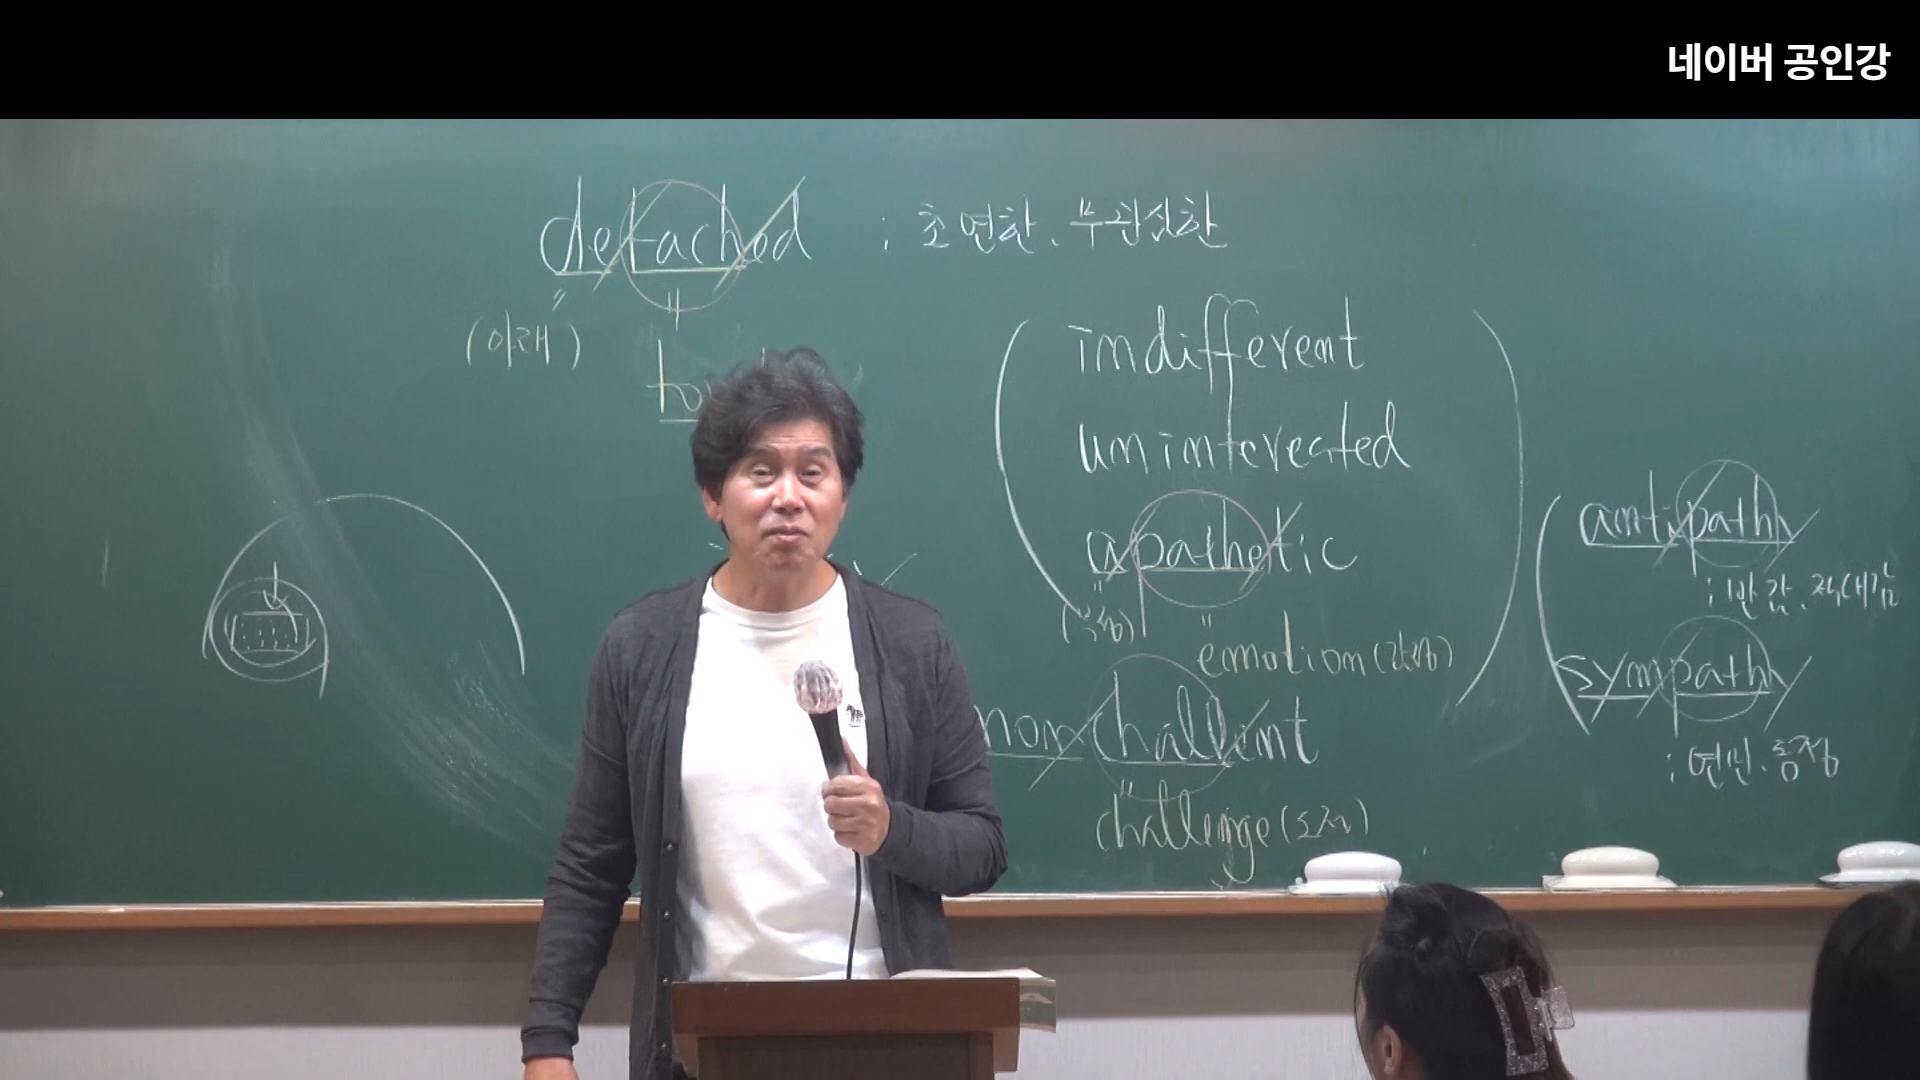 네이버 공인강
detached ; 초연한. 무관심한
(아래)
to
indifferent
uninterested
apathetic
(부정)
emotion (감정)
nonchallent
challenge (도전)
antipathy
; 반감. 적대감
sympathy
; 연민. 동정